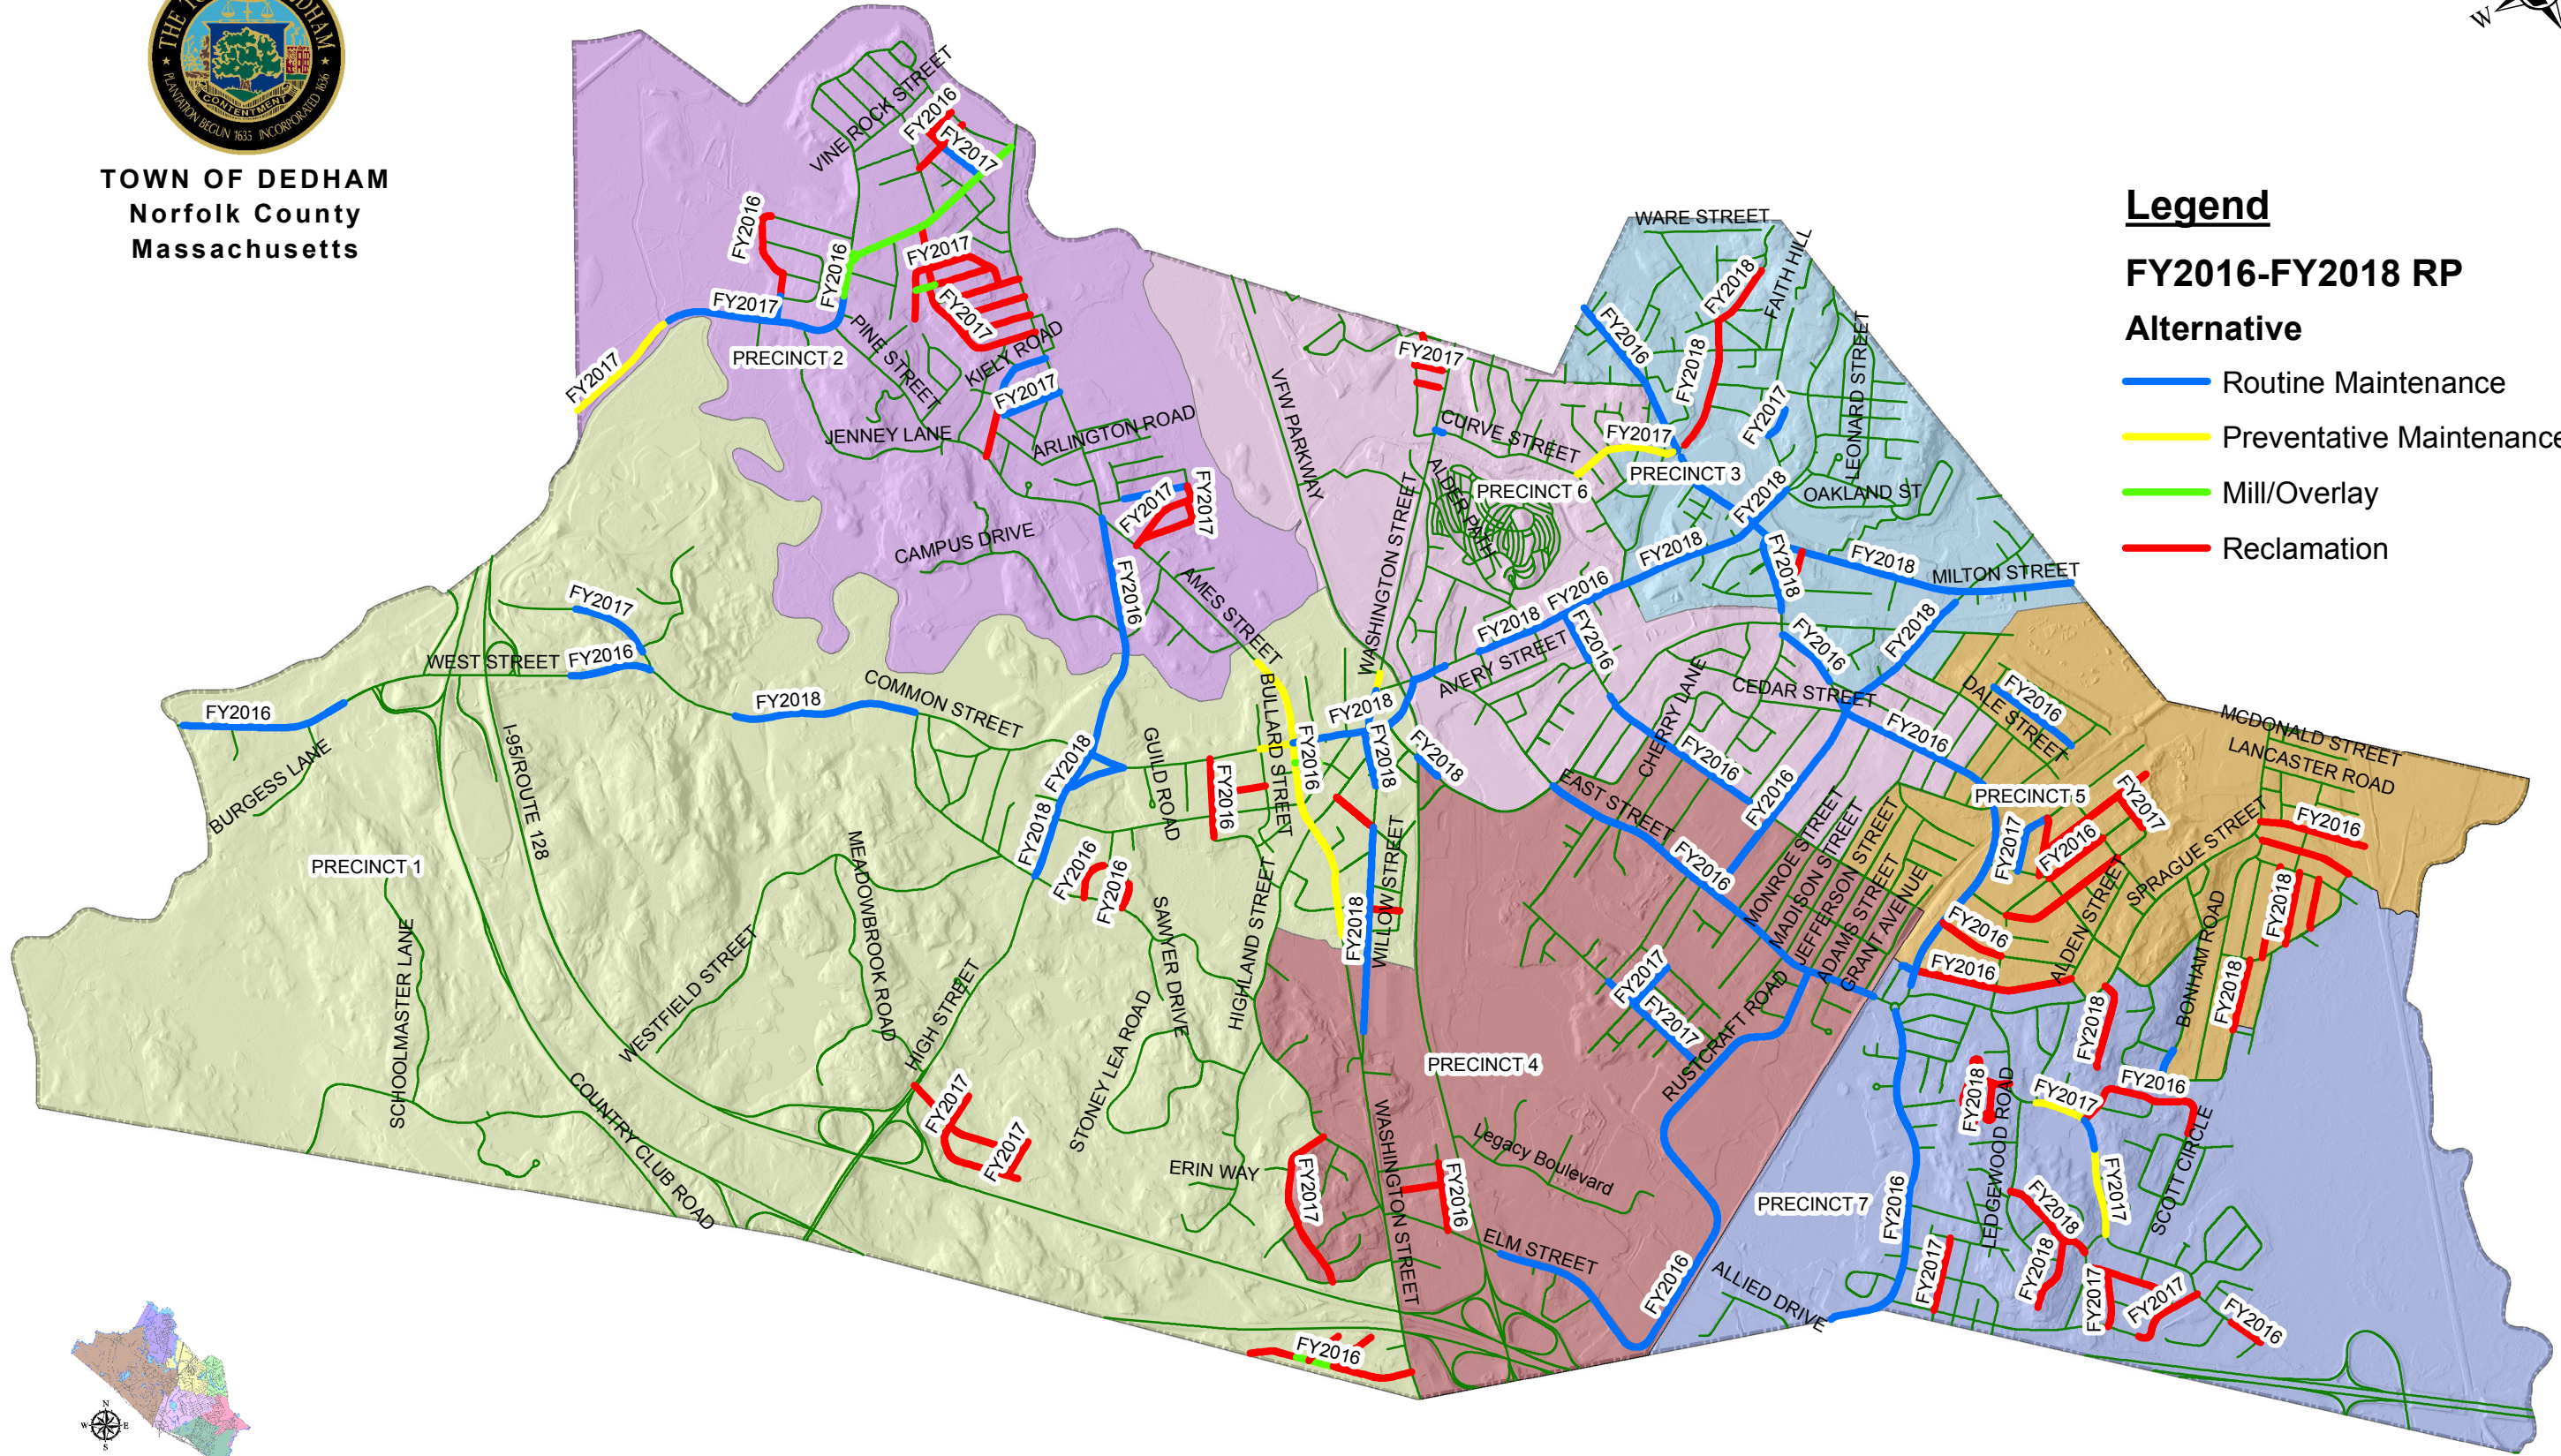 THE TO
DHAM
PLANTATION BEGUN 1635 INCORPORATED 1636
CONTENTMENT
TOWN OF DEDHAM
Norfolk County
Massachusetts
W
Legend
FY2016-FY2018 RP
Alternative
Routine Maintenance
Preventative Maintenance
Mill/Overlay
Reclamation
VINE ROCK STREET
FY2016
FY2017
FY2016
FY2016
FY2017
FY2017
FY2017
FY2017
PRECINCT 2
PINE STREET
KIELY ROAD
FY2017
JENNEY LANE
ARLINGTON ROAD
FY2017
FY2017
CAMPUS DRIVE
FY2016
AMES STREET
VFW PARKWAY
WARE STREET
FAITH HILL
FY2018
FY2018
FY2016
FY2017
LEONARD STREET
FY2017
CURVE STREET
FY2017
PRECINCT 3
PRECINCT 6
ALDER PATH
WASHINGTON STREET
OAKLAND ST
FY2018
FY2018
FY2018
FY2018
MILTON STREET
FY2016
FY2018
FY2016
AVERY STREET
FY2016
FY2018
CHERRY LANE
CEDAR STREET
FY2016
DALE STREET
FY2016
MCDONALD STREET
LANCASTER ROAD
FY2017
FY2016
WEST STREET
FY2016
FY2018
COMMON STREET
BURGESS LANE
I-95/ROUTE 128
PRECINCT 1
SCHOOLMASTER LANE
WESTFIELD STREET
MEADOWBROOK ROAD
HIGH STREET
COUNTRY CLUB ROAD
FY2018
FY2018
GUILD ROAD
FY2016
BULLARD STREET
FY2016
FY2018
FY2018
FY2018
FY2016
FY2016
SAWYER DRIVE
STONEY LEA ROAD
HIGHLAND STREET
FY2018
WILLOW STREET
FY2017
FY2017
ERIN WAY
FY2017
WASHINGTON STREET
FY2016
FY2016
EAST STREET
FY2016
FY2016
FY2016
MONROE STREET
MADISON STREET
JEFFERSON STREET
ADAMS STREET
GRANT AVENUE
RUSTCRAFT ROAD
FY2017
FY2017
PRECINCT 4
Legacy Boulevard
ELM STREET
FY2016
PRECINCT 5
FY2017
FY2016
FY2017
SPRAGUE STREET
ALDEN STREET
FY2016
FY2016
FY2016
FY2018
BONHAM ROAD
FY2018
FY2018
FY2018
LEDGEWOOD ROAD
FY2017
FY2016
FY2017
SCOTT CIRCLE
PRECINCT 7
FY2016
ALLIED DRIVE
FY2017
FY2018
FY2018
FY2017
FY2017
FY2016
N
W
E
S